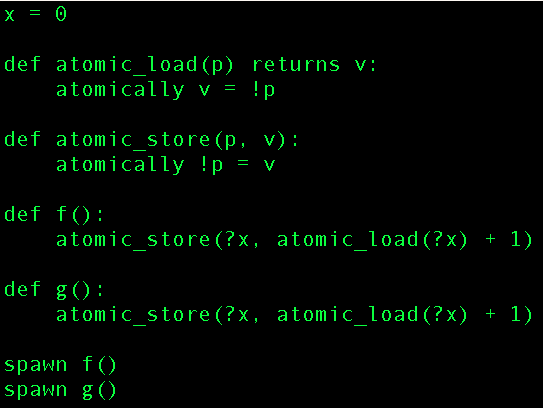 x = 0
def atomic_load(p) returns v:
    atomically v = !p
def atomic_store(p, v):
    atomically !p = v
def f():
    atomic_store(?x, atomic_load(?x) + 1)
def g():
    atomic_store(?x, atomic_load(?x) + 1)
spawn f()
spawn g()